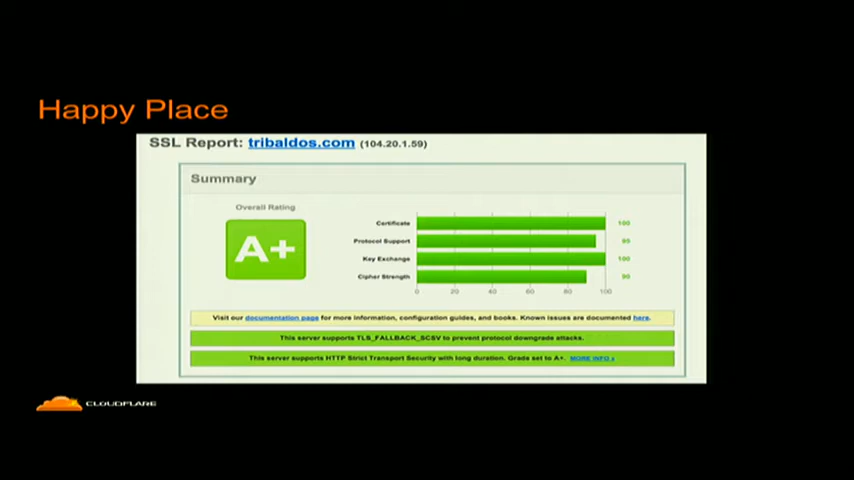 Happy Place
SSL Report: tribaldos.com (104.20.1.59)
Summary
Overall Rating
A+
Certificate 100
Protocol Support 95
Key Exchange 100
Cipher Strength 90
0 20 40 60 80 100
Visit our documentation page for more information, configuration guides, and books. Known issues are documented here.
This server supports TLS_FALLBACK_SCSV to prevent protocol downgrade attacks.
This server supports HTTP Strict Transport Security with long duration. Grade set to A+. MORE INFO »
CLOUDFLARE